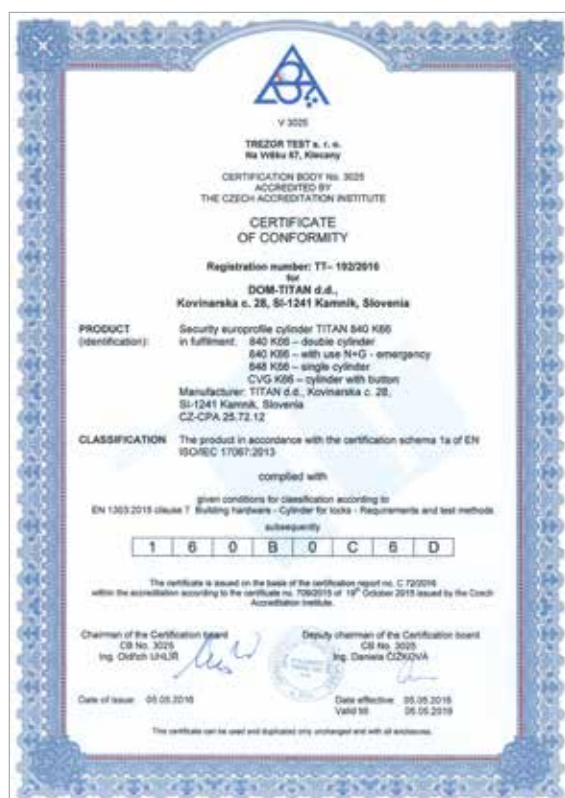 V 3025
TREZOR TEST s. r. o.
Na Vršku 67, Klecany
CERTIFICATION BODY No. 3025
ACCREDITED BY
THE CZECH ACCREDITATION INSTITUTE
CERTIFICATE
OF CONFORMITY
Registration number: TT– 192/2016
for
DOM-TITAN d.d.,
Kovinarska c. 28, SI-1241 Kamnik, Slovenia
PRODUCT Security europrofile cylinder TITAN 840 K66
(identification): in fulfilment: 840 K66 – double cylinder
840 K66 – with use N+G - emergency
848 K66 – single cylinder
CVG K66 – cylinder with button
Manufacturer: TITAN d.d., Kovinarska c. 28,
SI-1241 Kamnik, Slovenia
CZ-CPA 25.72.12
CLASSIFICATION The product in accordance with the certification schema 1a of EN
ISO/IEC 17067:2013
complied with
given conditions for classification according to
EN 1303:2015 clause 7 Building hardware - Cylinder for locks - Requirements and test methods
subsequently
1 6 0 B 0 C 6 D
The certificate is issued on the basis of the certification report no. C 72/2016
within the accreditation according to the certificate no. 709/2015 of 19th October 2015 issued by the Czech
Accreditation Institute.
Chairman of the Certification board Deputy chairman of the Certification board
CB No. 3025 CB No. 3025
Ing. Oldřich UHLÍŘ Ing. Daniela ČÍŽKOVÁ
Date of issue: 05.05.2016 Date effective: 05.05.2016
Valid till: 05.05.2019
This certificate can be used and duplicated only unchanged and with all enclosures.